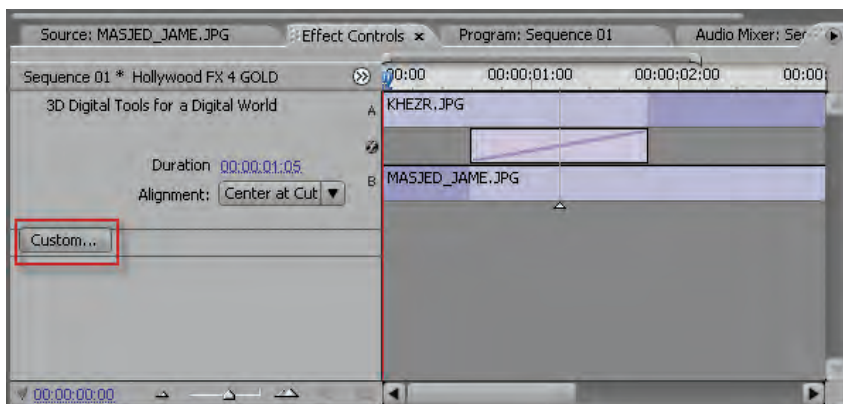 Source: MASJED_JAME.JPG Effect Controls × Program: Sequence 01 Audio Mixer: Se
Sequence 01 * Hollywood FX 4 GOLD 00:00 00:00:01:00 00:00:02:00 00:00
3D Digital Tools for a Digital World A KHEZR.JPG
Duration 00:00:01:05
Alignment: Center at Cut B MASJED_JAME.JPG
Custom...
00:00:00:00